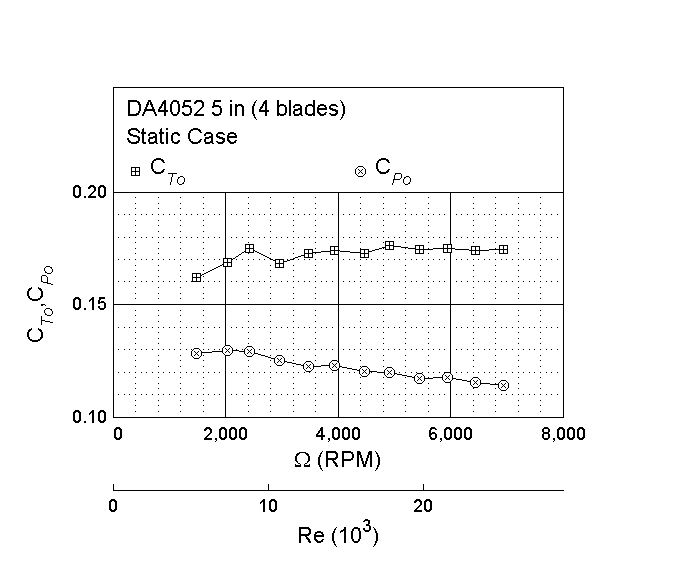 DA4052 5 in (4 blades)
Static Case
C_To C_Po
0.20
0.15
0.10
C_To, C_Po
0 2,000 4,000 6,000 8,000
Ω (RPM)
0 10 20
Re (10^3)